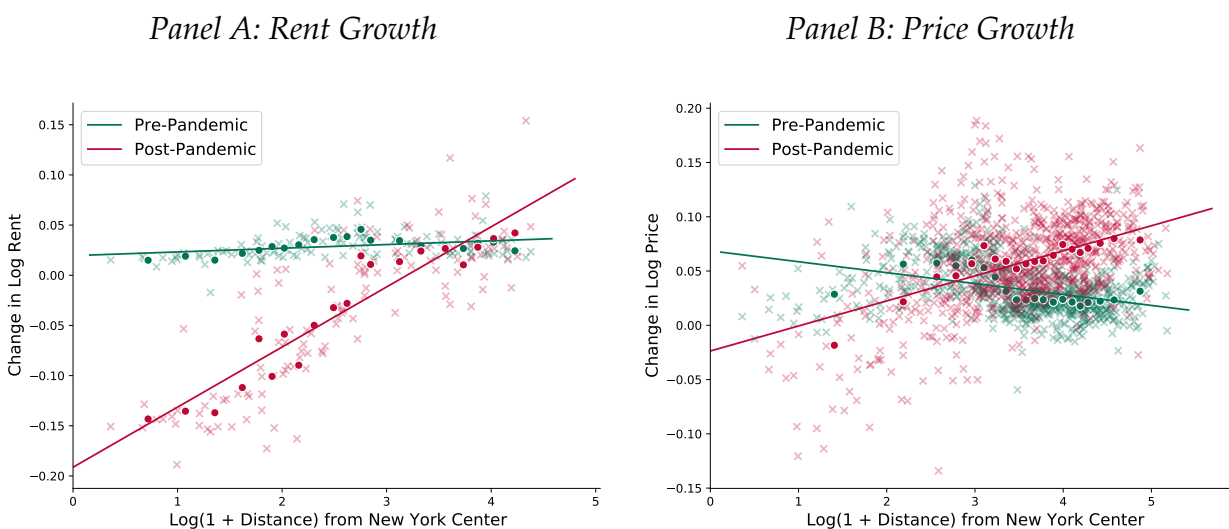 Panel A: Rent Growth
Panel B: Price Growth
Pre-Pandemic
Post-Pandemic
Change in Log Rent
0.15
0.10
0.05
0.00
−0.05
−0.10
−0.15
−0.20
0 1 2 3 4 5
Log(1 + Distance) from New York Center
Pre-Pandemic
Post-Pandemic
Change in Log Price
0.20
0.15
0.10
0.05
0.00
−0.05
−0.10
−0.15
0 1 2 3 4 5
Log(1 + Distance) from New York Center